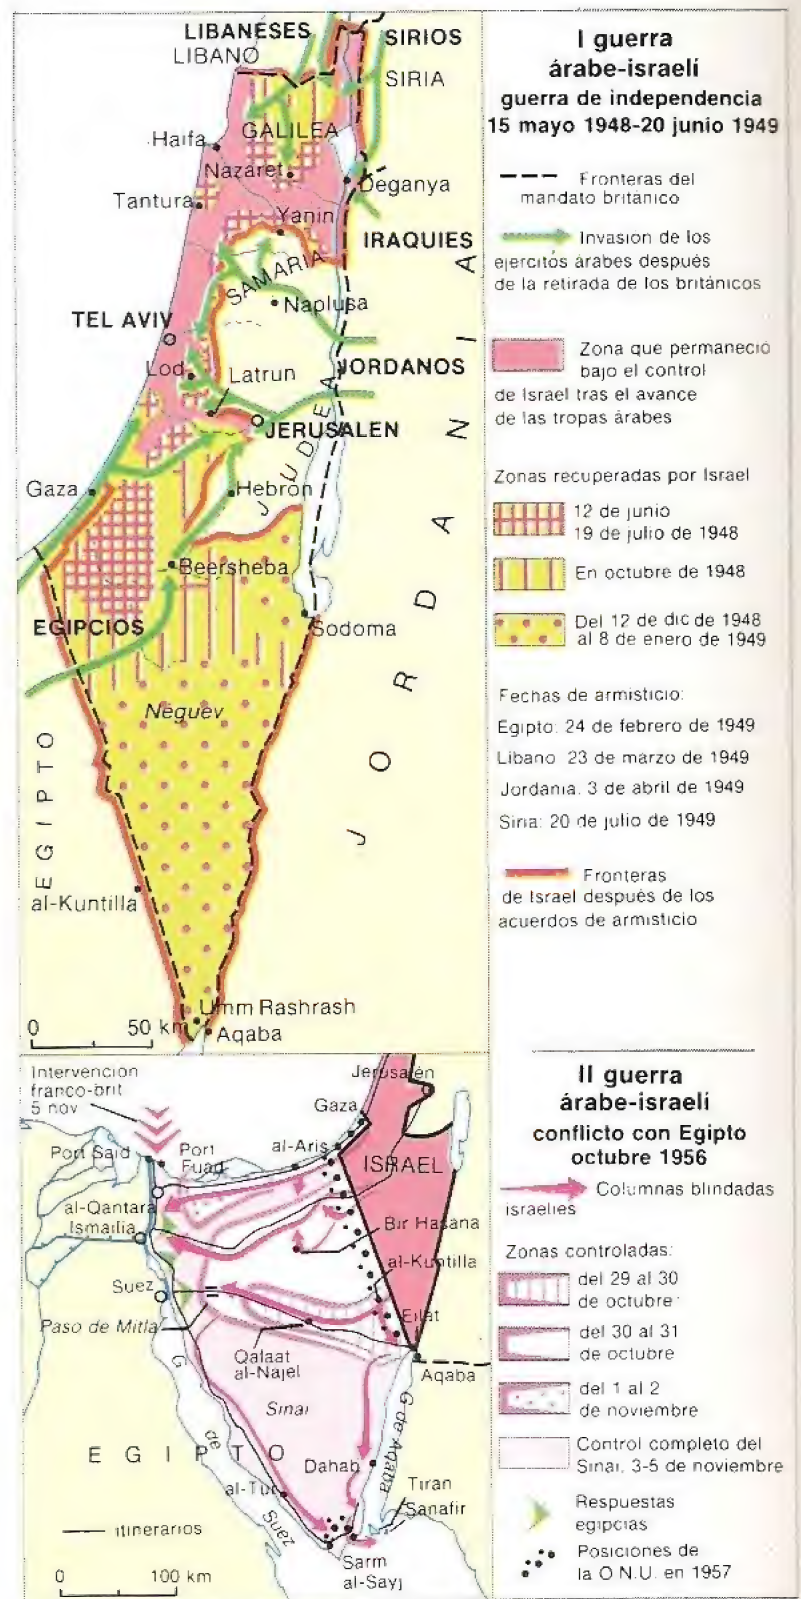 LIBANESES
LIBANO
SIRIOS
SIRIA
GALILEA
Haifa
Nazaret
Deganya
Tantura
Yanin
IRAQUIES
SAMARIA
Naplusa
TEL AVIV
Lod
Latrun
JORDANOS
JERUSALEN
JUDEA
Gaza
Hebron
Beersheba
EGIPCIOS
Sodoma
Neguev
JORDANIA
EGIPTO
al-Kuntilla
Umm Rashrash
Aqaba
0 50 km
I guerra
árabe-israelí
guerra de independencia
15 mayo 1948-20 junio 1949
Fronteras del
mandato británico
Invasion de los
ejercitos árabes después
de la retirada de los británicos
Zona que permaneció
bajo el control
de Israel tras el avance
de las tropas árabes
Zonas recuperadas por Israel
12 de junio
19 de julio de 1948
En octubre de 1948
Del 12 de dic de 1948
al 8 de enero de 1949
Fechas de armisticio:
Egipto: 24 de febrero de 1949
Libano 23 de marzo de 1949
Jordania: 3 de abril de 1949
Siria: 20 de julio de 1949
Fronteras
de Israel después de los
acuerdos de armisticio
Intervención
franco-brit
5 nov
Jerusalén
Gaza
Port Said
Port
Fuad
al-Aris
ISRAEL
al-Qantara
Ismailia
Bir Hasana
al-Kuntilla
Suez
Eilat
Paso de Mitla
Qalaat
al-Najel
Aqaba
Sinai
G de Aqaba
G de Suez
EGIPTO
Dahab
Tiran
Sanafir
al-Tur
itinerarios
Sarm
al-Sayj
0 100 km
II guerra
árabe-israelí
conflicto con Egipto
octubre 1956
Columnas blindadas
israelies
Zonas controladas:
del 29 al 30
de octubre
del 30 al 31
de octubre
del 1 al 2
de noviembre
Control completo del
Sinai, 3-5 de noviembre
Respuestas
egipcias
Posiciones de
la O.N.U. en 1957